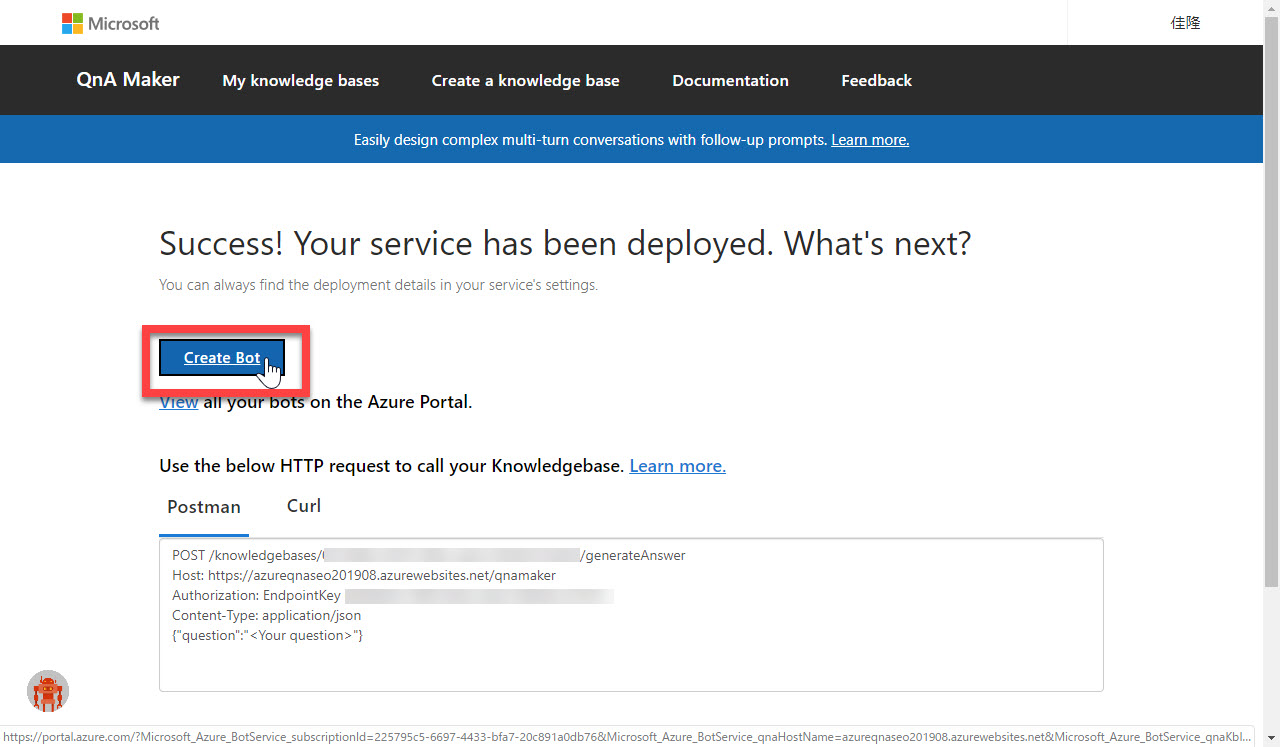 Microsoft
佳隆
QnA Maker My knowledge bases Create a knowledge base Documentation Feedback
Easily design complex multi-turn conversations with follow-up prompts. Learn more.
Success! Your service has been deployed. What's next?
You can always find the deployment details in your service's settings.
Create Bot
View all your bots on the Azure Portal.
Use the below HTTP request to call your Knowledgebase. Learn more.
Postman Curl
POST /knowledgebases/ /generateAnswer
Host: https://azureqnaseo201908.azurewebsites.net/qnamaker
Authorization: EndpointKey
Content-Type: application/json
{"question":"<Your question>"}
https://portal.azure.com/?Microsoft_Azure_BotService_subscriptionId=225795c5-6697-4433-bfa7-20c891a0db76&Microsoft_Azure_BotService_qnaHostName=azureqnaseo201908.azurewebsites.net&Microsoft_Azure_BotService_qnaKbI...